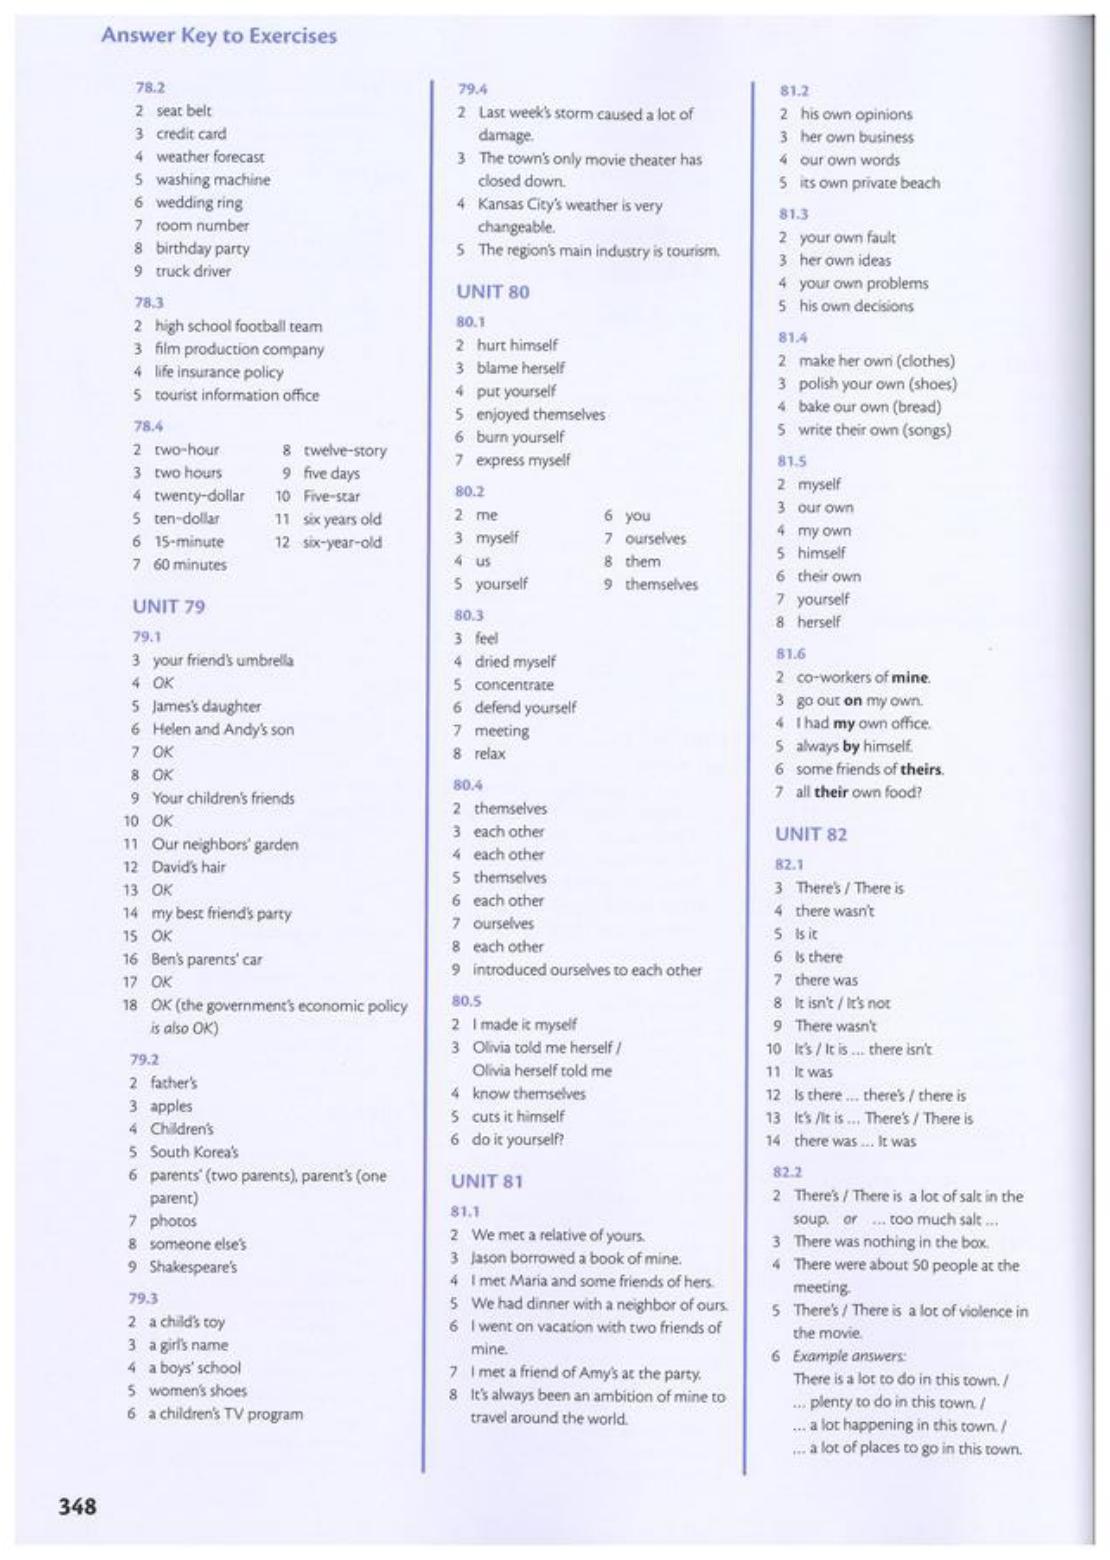 Answer Key to Exercises
78.2
2 seat belt
3 credit card
4 weather forecast
5 washing machine
6 wedding ring
7 room number
8 birthday party
9 truck driver
78.3
2 high school football team
3 film production company
4 life insurance policy
5 tourist information office
78.4
2 two-hour
3 two hours
4 twenty-dollar
5 ten-dollar
6 15-minute
7 60 minutes
8 twelve-story
9 five days
10 Five-star
11 six years old
12 six-year-old
UNIT 79
79.1
3 your friend's umbrella
4 OK
5 James's daughter
6 Helen and Andy's son
7 OK
8 OK
9 Your children's friends
10 OK
11 Our neighbors' garden
12 David's hair
13 OK
14 my best friend's party
15 OK
16 Ben's parents' car
17 OK
18 OK (the government's economic policy
is also OK)
79.2
2 father's
3 apples
4 Children's
5 South Korea's
6 parents' (two parents), parent's (one
parent)
7 photos
8 someone else's
9 Shakespeare's
79.3
2 a child's toy
3 a girl's name
4 a boys' school
5 women's shoes
6 a children's TV program
79.4
2 Last week's storm caused a lot of
damage.
3 The town's only movie theater has
closed down.
4 Kansas City's weather is very
changeable.
5 The region's main industry is tourism.
UNIT 80
80.1
2 hurt himself
3 blame herself
4 put yourself
5 enjoyed themselves
6 burn yourself
7 express myself
80.2
2 me
3 myself
4 us
5 yourself
6 you
7 ourselves
8 them
9 themselves
80.3
3 feel
4 dried myself
5 concentrate
6 defend yourself
7 meeting
8 relax
80.4
2 themselves
3 each other
4 each other
5 themselves
6 each other
7 ourselves
8 each other
9 introduced ourselves to each other
80.5
2 I made it myself
3 Olivia told me herself /
Olivia herself told me
4 know themselves
5 cuts it himself
6 do it yourself?
UNIT 81
81.1
2 We met a relative of yours.
3 Jason borrowed a book of mine.
4 I met Maria and some friends of hers.
5 We had dinner with a neighbor of ours.
6 I went on vacation with two friends of
mine.
7 I met a friend of Amy's at the party.
8 It's always been an ambition of mine to
travel around the world.
81.2
2 his own opinions
3 her own business
4 our own words
5 its own private beach
81.3
2 your own fault
3 her own ideas
4 your own problems
5 his own decisions
81.4
2 make her own (clothes)
3 polish your own (shoes)
4 bake our own (bread)
5 write their own (songs)
81.5
2 myself
3 our own
4 my own
5 himself
6 their own
7 yourself
8 herself
81.6
2 co-workers of mine.
3 go out on my own.
4 I had my own office.
5 always by himself.
6 some friends of theirs.
7 all their own food?
UNIT 82
82.1
3 There's / There is
4 there wasn't
5 Is it
6 Is there
7 there was
8 It isn't / It's not
9 There wasn't
10 It's / It is ... there isn't
11 It was
12 Is there ... there's / there is
13 It's /It is ... There's / There is
14 there was ... It was
82.2
2 There's / There is a lot of salt in the
soup. or ... too much salt ...
3 There was nothing in the box.
4 There were about 50 people at the
meeting.
5 There's / There is a lot of violence in
the movie.
6 Example answers:
There is a lot to do in this town. /
... plenty to do in this town. /
... a lot happening in this town. /
... a lot of places to go in this town.
348